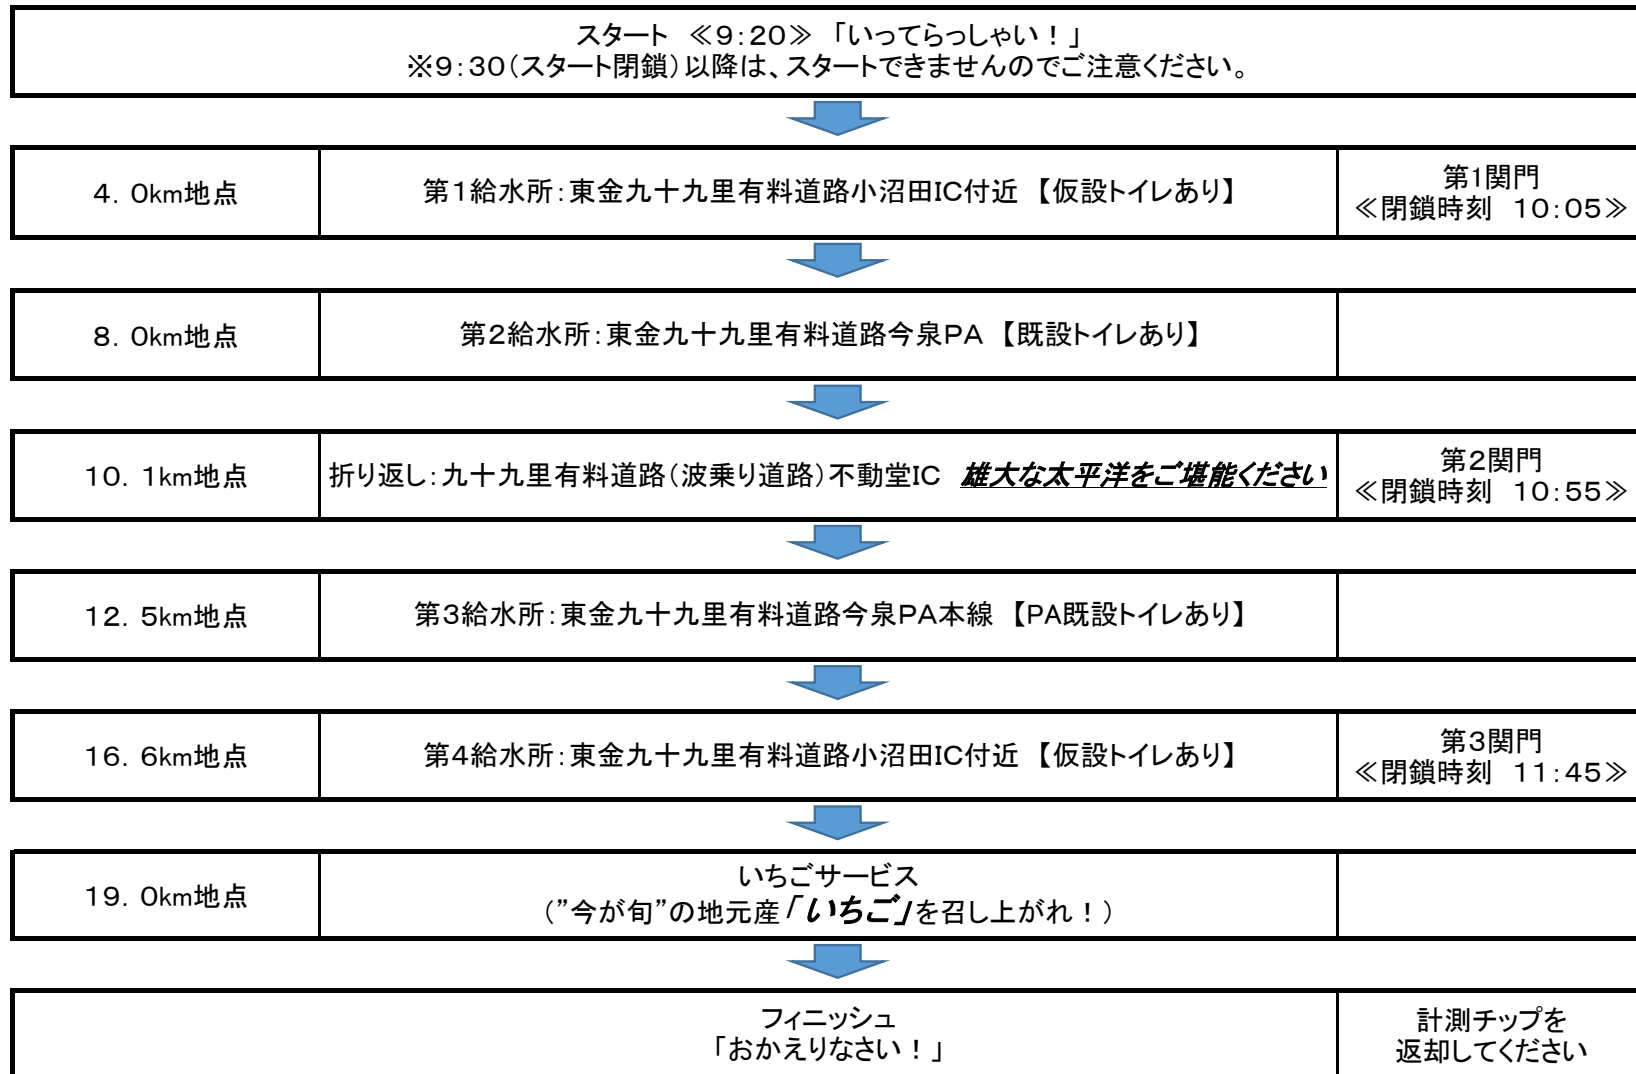 スタート ≪9：20≫ 「いってらっしゃい！」
※9：30（スタート閉鎖）以降は、スタートできませんのでご注意ください。
4．0km地点
第1給水所：東金九十九里有料道路小沼田IC付近 【仮設トイレあり】
第1関門
≪閉鎖時刻 10：05≫
8．0km地点
第2給水所：東金九十九里有料道路今泉PA 【既設トイレあり】
10．1km地点
折り返し：九十九里有料道路（波乗り道路）不動堂IC 雄大な太平洋をご堪能ください
第2関門
≪閉鎖時刻 10：55≫
12．5km地点
第3給水所：東金九十九里有料道路今泉PA本線 【PA既設トイレあり】
16．6km地点
第4給水所：東金九十九里有料道路小沼田IC付近 【仮設トイレあり】
第3関門
≪閉鎖時刻 11：45≫
19．0km地点
いちごサービス
（”今が旬”の地元産「いちご」を召し上がれ！）
フィニッシュ
「おかえりなさい！」
計測チップを
返却してください